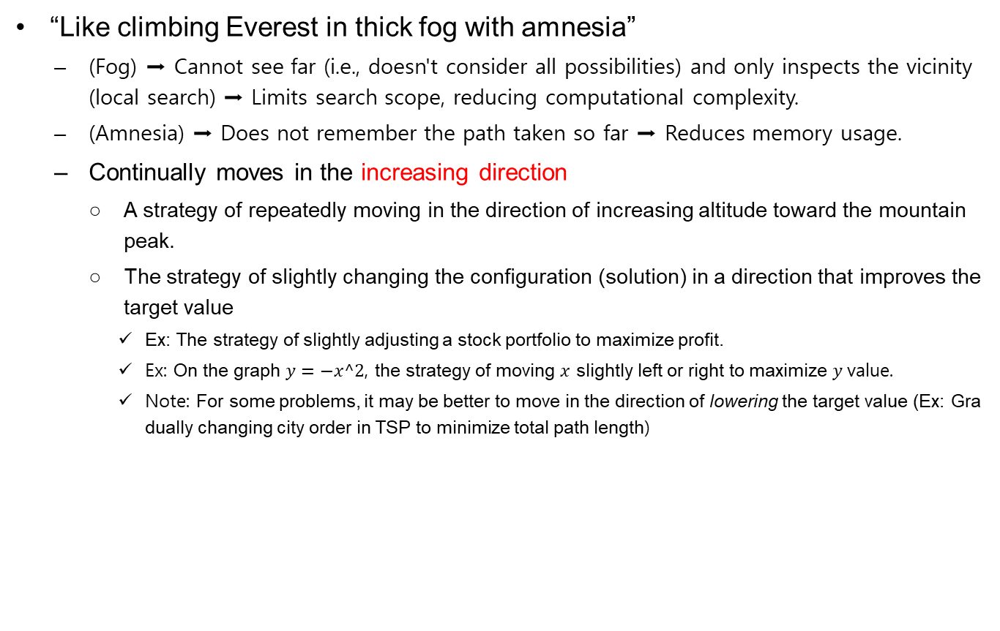 • “Like climbing Everest in thick fog with amnesia”
– (Fog) ➞ Cannot see far (i.e., doesn't consider all possibilities) and only inspects the vicinity
(local search) ➞ Limits search scope, reducing computational complexity.
– (Amnesia) ➞ Does not remember the path taken so far ➞ Reduces memory usage.
– Continually moves in the increasing direction
○ A strategy of repeatedly moving in the direction of increasing altitude toward the mountain
peak.
○ The strategy of slightly changing the configuration (solution) in a direction that improves the
target value
✓ Ex: The strategy of slightly adjusting a stock portfolio to maximize profit.
✓ Ex: On the graph y = −x^2, the strategy of moving x slightly left or right to maximize y value.
✓ Note: For some problems, it may be better to move in the direction of lowering the target value (Ex: Gra
dually changing city order in TSP to minimize total path length)